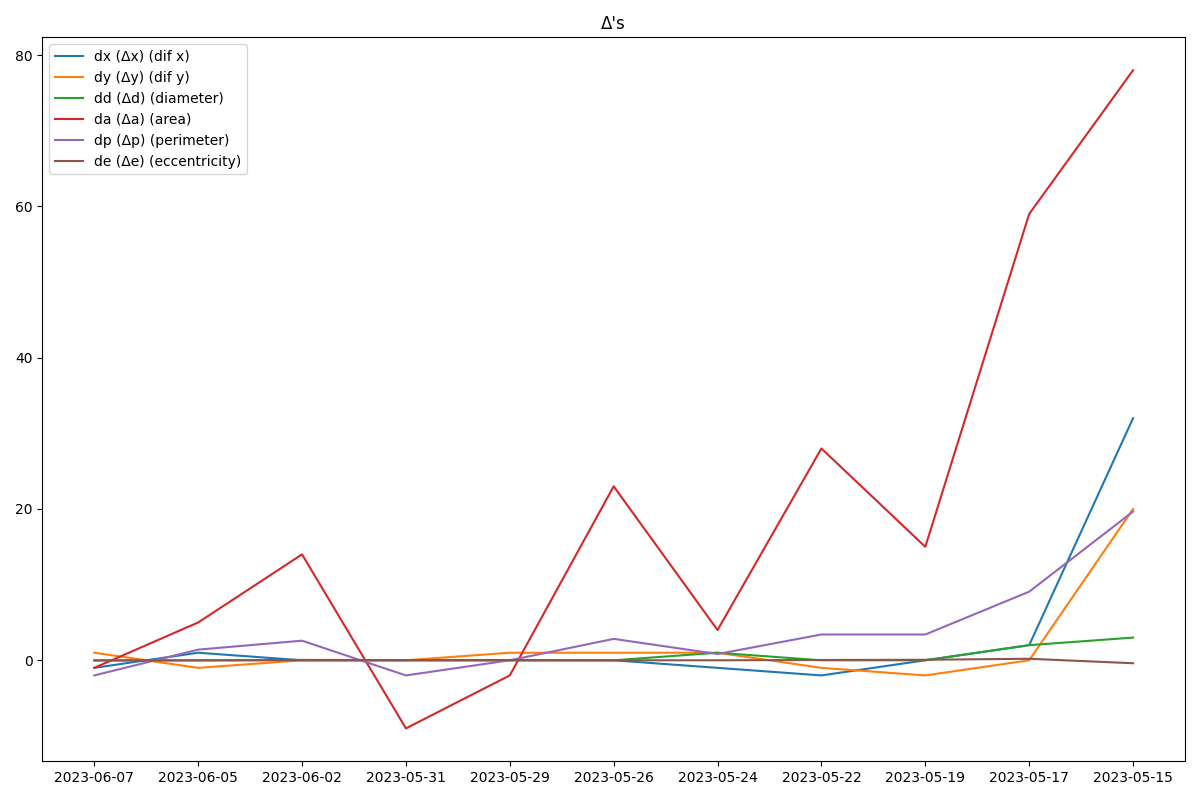 Δ's
dx (Δx) (dif x)
dy (Δy) (dif y)
dd (Δd) (diameter)
da (Δa) (area)
dp (Δp) (perimeter)
de (Δe) (eccentricity)
80
60
40
20
0
2023-06-07 2023-06-05 2023-06-02 2023-05-31 2023-05-29 2023-05-26 2023-05-24 2023-05-22 2023-05-19 2023-05-17 2023-05-15